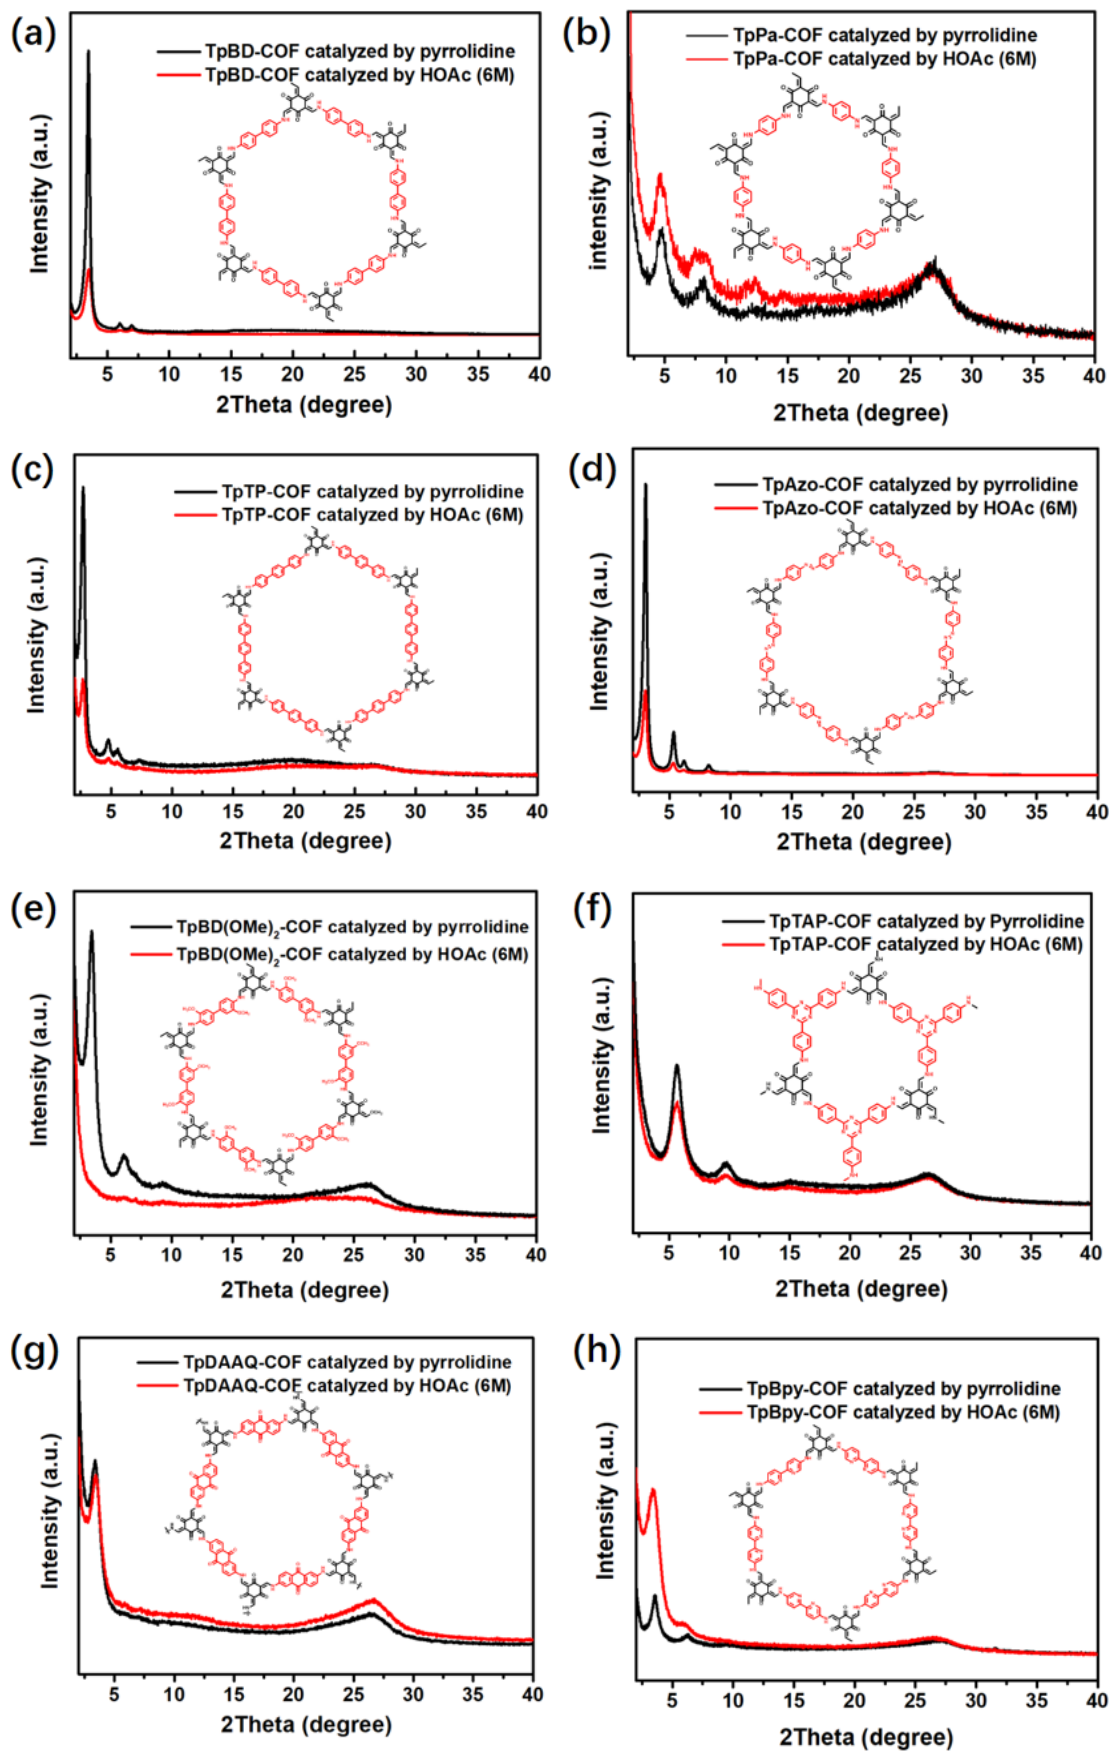 (a)
TpBD-COF catalyzed by pyrrolidine
TpBD-COF catalyzed by HOAc (6M)
Intensity (a.u.)
5 10 15 20 25 30 35 40
2Theta (degree)
(b)
TpPa-COF catalyzed by pyrrolidine
TpPa-COF catalyzed by HOAc (6M)
intensity (a.u.)
5 10 15 20 25 30 35 40
2Theta (degree)
(c)
TpTP-COF catalyzed by pyrrolidine
TpTP-COF catalyzed by HOAc (6M)
Intensity (a.u.)
5 10 15 20 25 30 35 40
2Theta (degree)
(d)
TpAzo-COF catalyzed by pyrrolidine
TpAzo-COF catalyzed by HOAc (6M)
Intensity (a.u.)
5 10 15 20 25 30 35 40
2Theta (degree)
(e)
TpBD(OMe)₂-COF catalyzed by pyrrolidine
TpBD(OMe)₂-COF catalyzed by HOAc (6M)
Intensity (a.u.)
5 10 15 20 25 30 35 40
2Theta (degree)
(f)
TpTAP-COF catalyzed by Pyrrolidine
TpTAP-COF catalyzed by HOAc (6M)
Intensity (a.u.)
5 10 15 20 25 30 35 40
2Theta (degree)
(g)
TpDAAQ-COF catalyzed by pyrrolidine
TpDAAQ-COF catalyzed by HOAc (6M)
Intensity (a.u.)
5 10 15 20 25 30 35 40
2Theta (degree)
(h)
TpBpy-COF catalyzed by pyrrolidine
TpBpy-COF catalyzed by HOAc (6M)
Intensity (a.u.)
5 10 15 20 25 30 35 40
2Theta (degree)